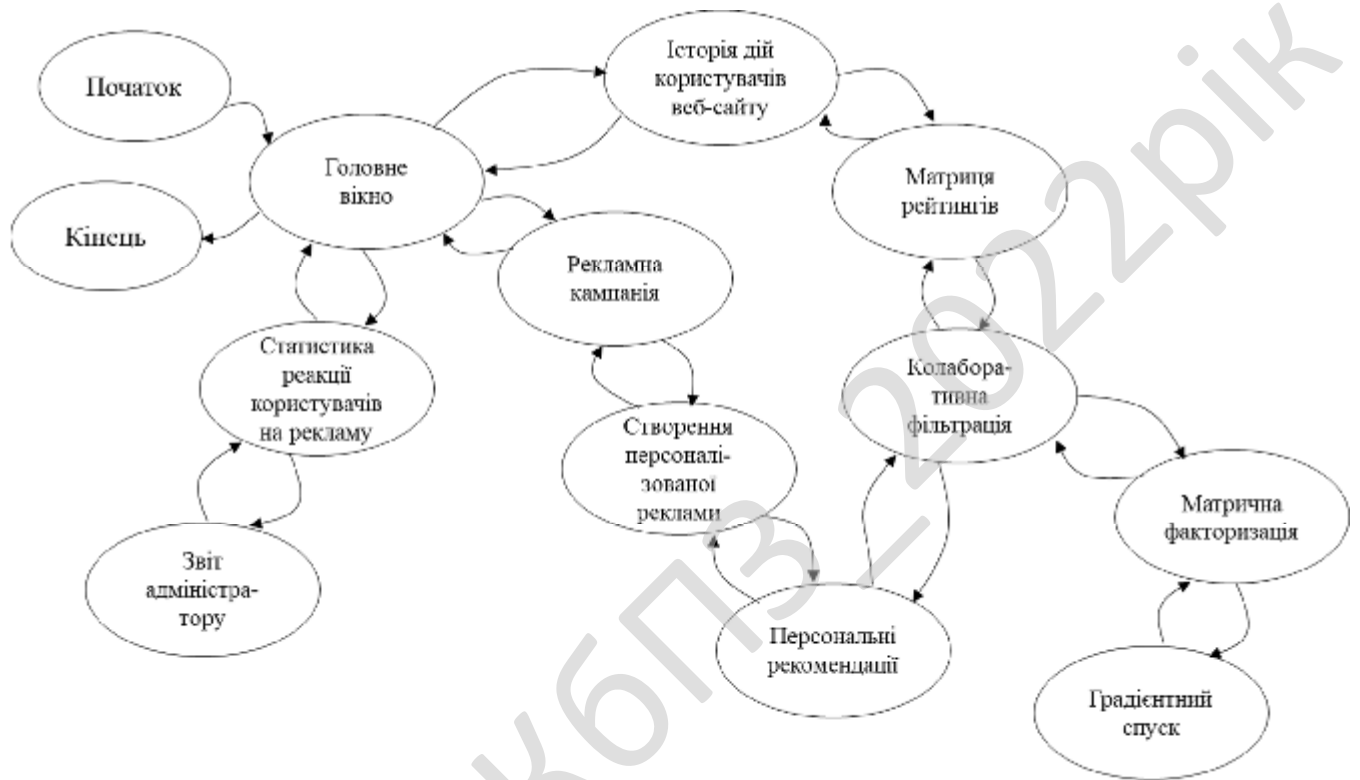 Початок
Кінець
Головне
вікно
Історія дій
користувачів
веб-сайту
Матриця
рейтингів
Рекламна
кампанія
Статистика
реакції
користувачів
на рекламу
Колабора-
тивна
фільтрація
Створення
персоналі-
зованої
реклами
Матрична
факторизація
Звіт
адміністра-
тору
Персональні
рекомендації
Градієнтний
спуск
КбПЗ_2022рік